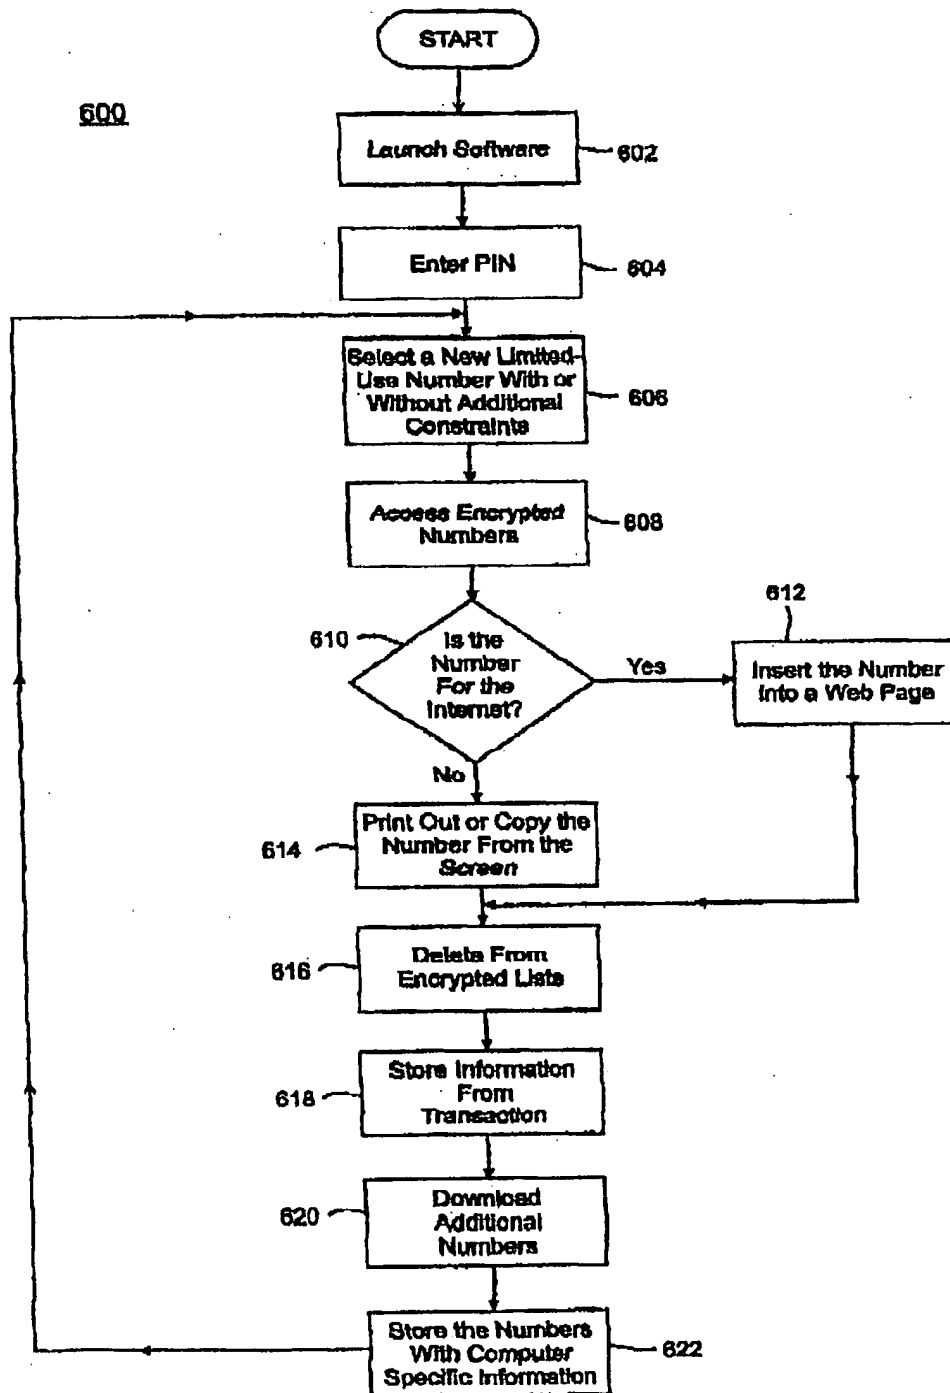 START
600
Launch Software
602
Enter PIN
604
Select a New Limited-
Use Number With or
Without Additional
Constraints
606
Access Encrypted
Numbers
608
612
610
Is the
Number
For the
Internet?
Yes
Insert the Number
Into a Web Page
No
Print Out or Copy the
Number From the
Screen
614
Delete From
Encrypted Lists
616
Store Information
From
Transaction
618
Download
Additional
Numbers
620
Store the Numbers
With Computer
Specific Information
622